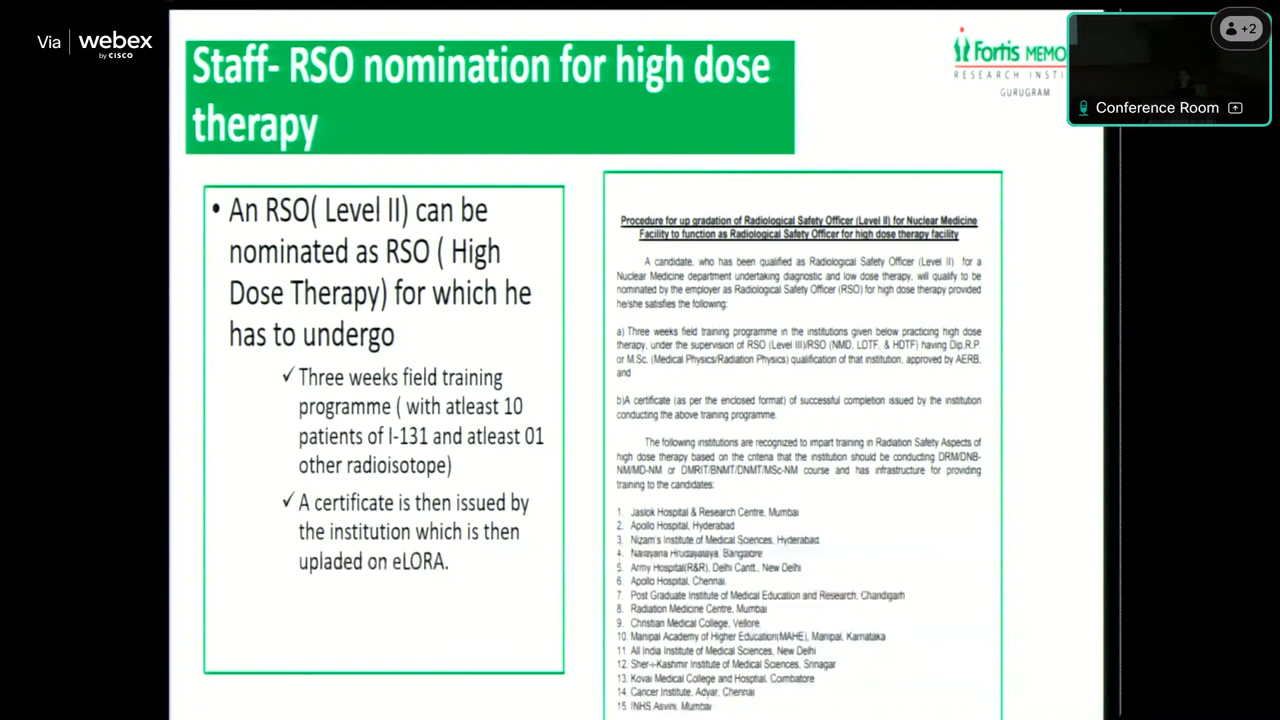 Via webex
by CISCO
Staff- RSO nomination for high dose
therapy
Fortis MEMO
RESEARCH INSTI
GURUGRAM
+2
Conference Room
• An RSO( Level II) can be
nominated as RSO ( High
Dose Therapy) for which he
has to undergo
✓ Three weeks field training
programme ( with atleast 10
patients of I-131 and atleast 01
other radioisotope)
✓ A certificate is then issued by
the institution which is then
upladed on eLORA.
Procedure for up gradation of Radiological Safety Officer (Level II) for Nuclear Medicine
Facility to function as Radiological Safety Officer for high dose therapy facility
A candidate, who has been qualified as Radiological Safety Officer (Level II) for a
Nuclear Medicine department undertaking diagnostic and low dose therapy, will qualify to be
nominated by the employer as Radiological Safety Officer (RSO) for high dose therapy provided
he/she satisfies the following:
a) Three weeks field training programme in the institutions given below practicing high dose
therapy, under the supervision of RSO (Level III)/RSO (NMD, LDTF, & HDTF) having Dip.R.P.
or M.Sc. (Medical Physics/Radiation Physics) qualification of that institution, approved by AERB,
and
b)A certificate (as per the enclosed format) of successful completion issued by the institution
conducting the above training programme.
The following institutions are recognized to impart training in Radiation Safety Aspects of
high dose therapy based on the criteria that the institution should be conducting DRM/DNB-
NM/MD-NM or DMRIT/BNMT/DNMT/MSc-NM course and has infrastructure for providing
training to the candidates:
1. Jaslok Hospital & Research Centre, Mumbai
2. Apollo Hospital, Hyderabad
3. Nizam's Institute of Medical Sciences, Hyderabad.
4. Narayana Hrudayalaya, Bangalore
5. Army Hospital(R&R), Delhi Cantt., New Delhi
6. Apollo Hospital, Chennai.
7. Post Graduate Institute of Medical Education and Research, Chandigarh
8. Radiation Medicine Centre, Mumbai
9. Christian Medical College, Vellore.
10. Manipal Academy of Higher Education(MAHE), Manipal, Karnataka
11. All India Institute of Medical Sciences, New Delhi
12. Sher-i-Kashmir Institute of Medical Sciences, Srinagar
13. Kovai Medical College and Hosptial, Coimbatore
14. Cancer Institute, Adyar, Chennai
15. INHS Asvini, Mumbai